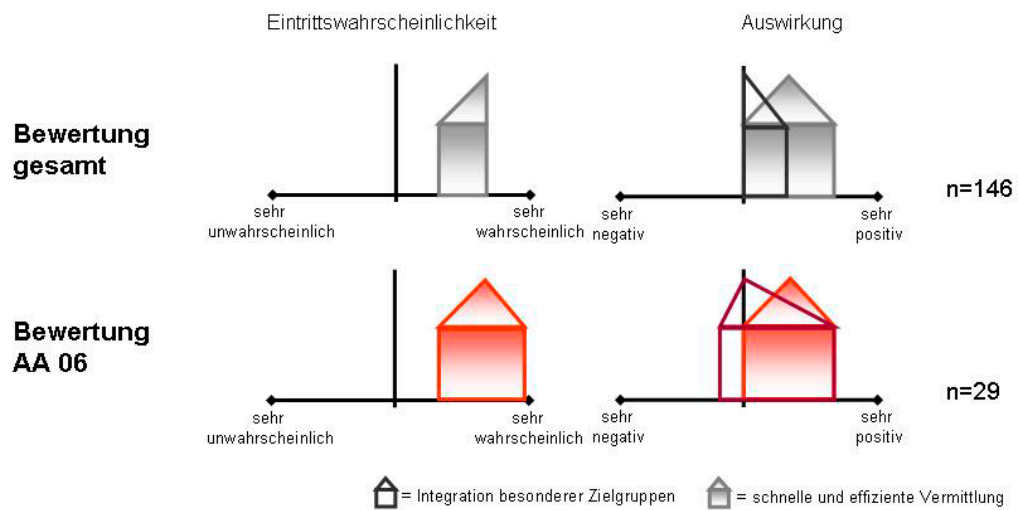 Eintrittswahrscheinlichkeit
Auswirkung
Bewertung
gesamt
sehr
unwahrscheinlich
sehr
wahrscheinlich
sehr
negativ
sehr
positiv
n=146
Bewertung
AA 06
sehr
unwahrscheinlich
sehr
wahrscheinlich
sehr
negativ
sehr
positiv
n=29
= Integration besonderer Zielgruppen
= schnelle und effiziente Vermittlung